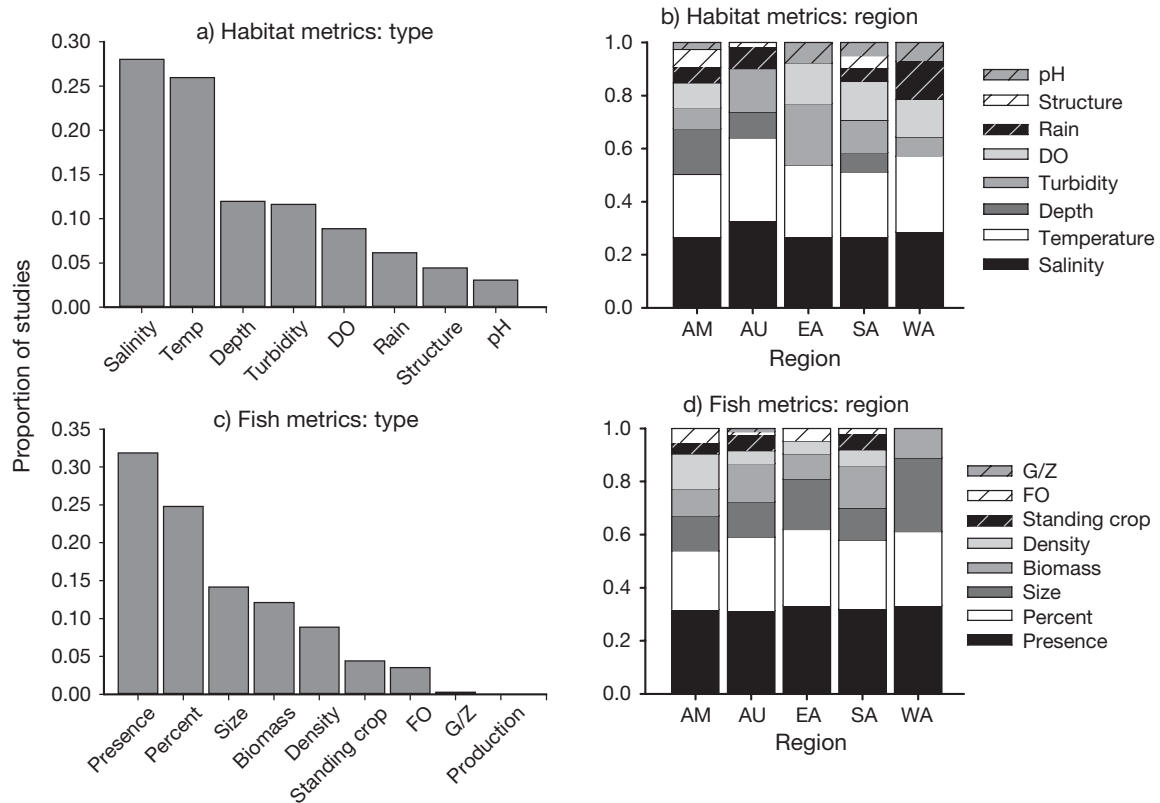 a) Habitat metrics: type
0.30
0.25
0.20
0.15
0.10
0.05
0.00
Salinity
Temp
Depth
Turbidity
DO
Rain
Structure
pH
b) Habitat metrics: region
1.0
0.8
0.6
0.4
0.2
0.0
AM AU EA SA WA
Region
pH
Structure
Rain
DO
Turbidity
Depth
Temperature
Salinity
Proportion of studies
c) Fish metrics: type
0.35
0.30
0.25
0.20
0.15
0.10
0.05
0.00
Presence
Percent
Size
Biomass
Density
Standing crop
FO
G/Z
Production
d) Fish metrics: region
1.0
0.8
0.6
0.4
0.2
0.0
AM AU EA SA WA
Region
G/Z
FO
Standing crop
Density
Biomass
Size
Percent
Presence